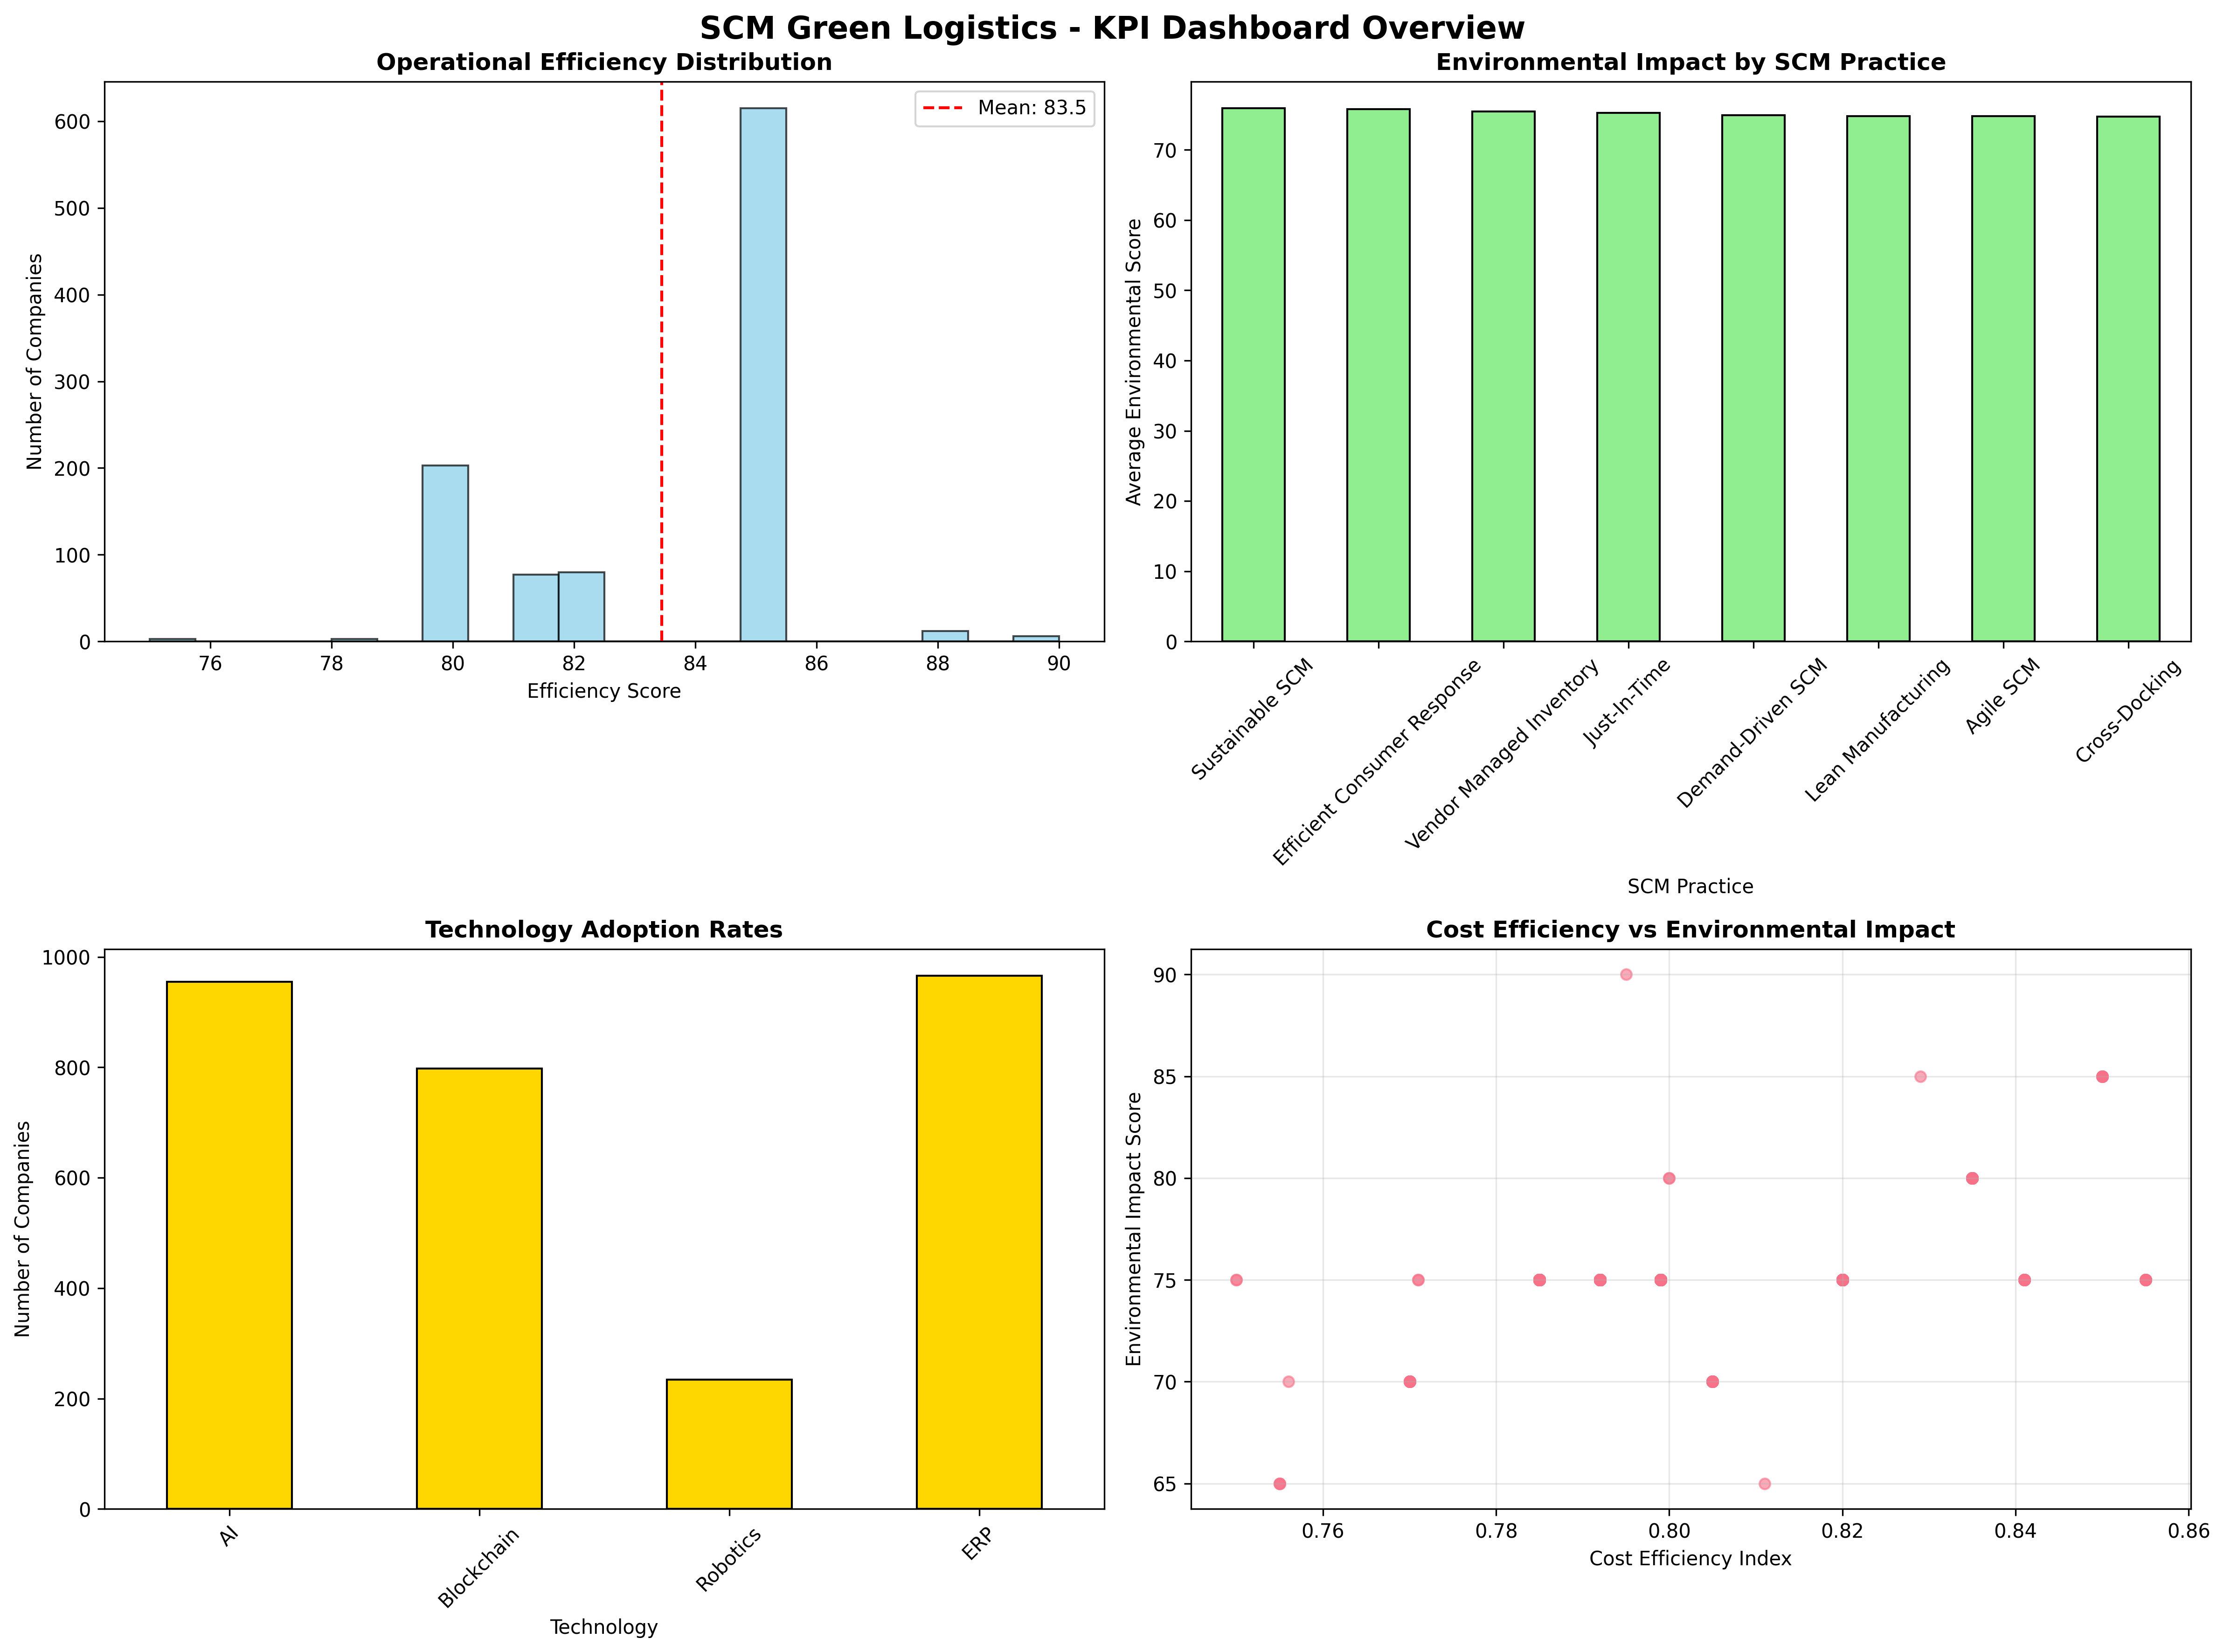 SCM Green Logistics - KPI Dashboard Overview
Operational Efficiency Distribution
Mean: 83.5
Number of Companies
0
100
200
300
400
500
600
76
78
80
82
84
86
88
90
Efficiency Score
Environmental Impact by SCM Practice
Average Environmental Score
0
10
20
30
40
50
60
70
Sustainable SCM
Efficient Consumer Response
Vendor Managed Inventory
Just-In-Time
Demand-Driven SCM
Lean Manufacturing
Agile SCM
Cross-Docking
SCM Practice
Technology Adoption Rates
Number of Companies
0
200
400
600
800
1000
AI
Blockchain
Robotics
ERP
Technology
Cost Efficiency vs Environmental Impact
Environmental Impact Score
65
70
75
80
85
90
0.76
0.78
0.80
0.82
0.84
0.86
Cost Efficiency Index